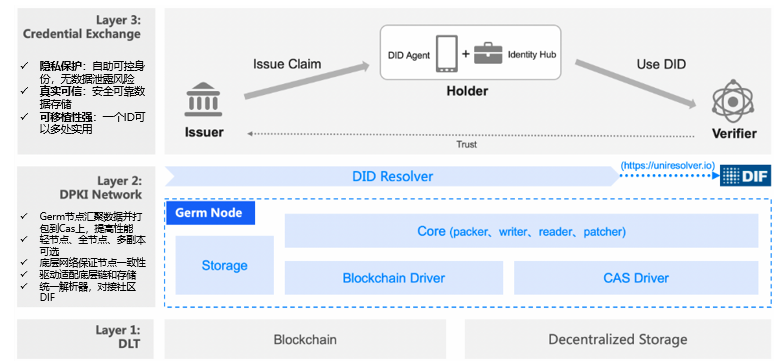 Layer 3:
Credential Exchange
✓ 隐私保护：自助可控身
份，无数据泄露风险
✓ 真实可信：安全可靠数
据存储
✓ 可移植性强：一个ID可
以多处实用
Issuer
Issue Claim
DID Agent
+
Identity Hub
Holder
Use DID
Verifier
Trust
Layer 2:
DPKI Network
✓ Germ节点汇聚数据并打
包到Cas上，提高性能
✓ 轻节点、全节点、多副本
可选
✓ 底层网络保证节点一致性
✓ 驱动适配底层链和存储
✓ 统一解析器，对接社区
DIF
DID Resolver
(https://uniresolver.io)
DIF
Germ Node
Storage
Core (packer、writer、reader、patcher)
Blockchain Driver
CAS Driver
Layer 1:
DLT
Blockchain
Decentralized Storage